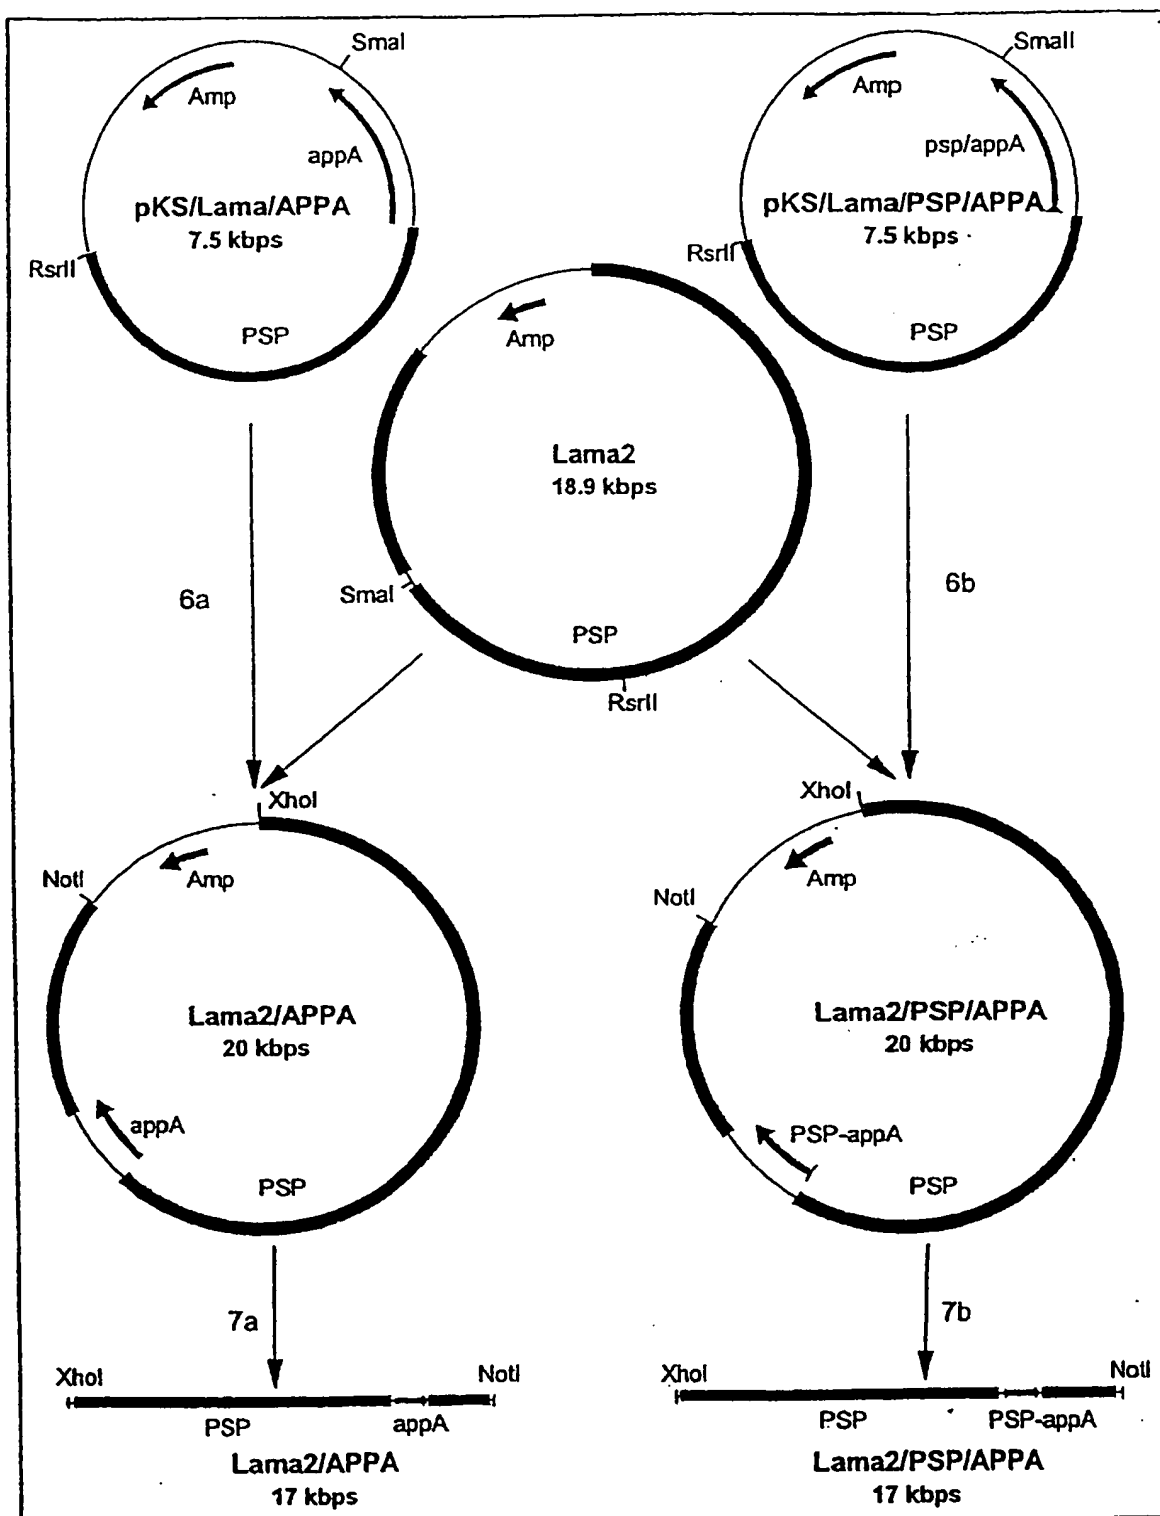 SmaI
Amp
appA
pKS/Lama/APPA
7.5 kbps
RsrII
PSP
SmaII
Amp
psp/appA
pKS/Lama/PSP/APPA
7.5 kbps
RsrII
PSP
Amp
Lama2
18.9 kbps
SmaI
PSP
RsrII
6a
6b
XhoI
Amp
NotI
Lama2/APPA
20 kbps
appA
PSP
XhoI
Amp
NotI
Lama2/PSP/APPA
20 kbps
PSP-appA
PSP
7a
7b
XhoI
NotI
PSP
appA
Lama2/APPA
17 kbps
XhoI
NotI
PSP
PSP-appA
Lama2/PSP/APPA
17 kbps